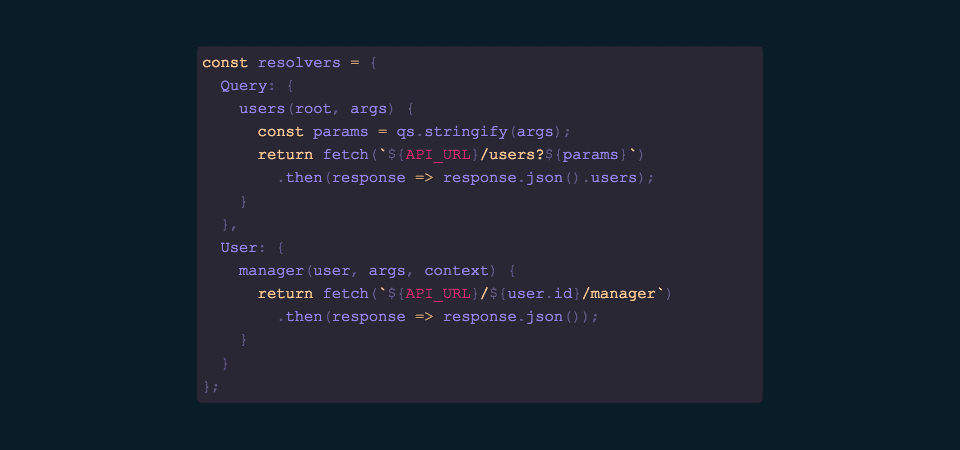 const resolvers = {
  Query: {
    users(root, args) {
      const params = qs.stringify(args);
      return fetch(`${API_URL}/users?${params}`)
        .then(response => response.json().users);
    }
  },
  User: {
    manager(user, args, context) {
      return fetch(`${API_URL}/${user.id}/manager`)
        .then(response => response.json());
    }
  }
};